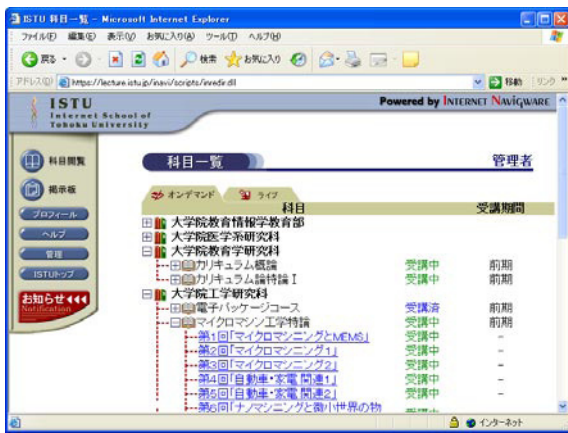 ISTU 科目一覧 - Microsoft Internet Explorer
ファイル(F) 編集(E) 表示(V) お気に入り(A) ツール(T) ヘルプ(H)
戻る 検索 お気に入り
アドレス(D) https://lecture.istu.jp/inavi/scripts/inredir.dll 移動 リンク
ISTU Powered by INTERNET NAVIGWARE
Internet School of
Tohoku University
科目閲覧 科目一覧 管理者
掲示板
オンデマンド ライブ
プロフィール 科目 受講期間
大学院教育情報学教育部
ヘルプ 大学院医学系研究科
管理 大学院教育学研究科
カリキュラム概論 受講中 前期
ISTUトップ カリキュラム論特論Ⅰ 受講中 前期
お知らせ 大学院工学研究科
Notification 電子パッケージコース 受講済 前期
マイクロマシン工学特論 受講中 前期
第1回「マイクロマシニングとMEMS」 受講中 -
第2回「マイクロマシニング1」 受講中 -
第3回「マイクロマシニング2」 受講中 -
第4回「自動車・家電関連1」 受講中 -
第5回「自動車・家電関連2」 受講中 -
第6回「ナノマシニングと微小世界の物
インターネット